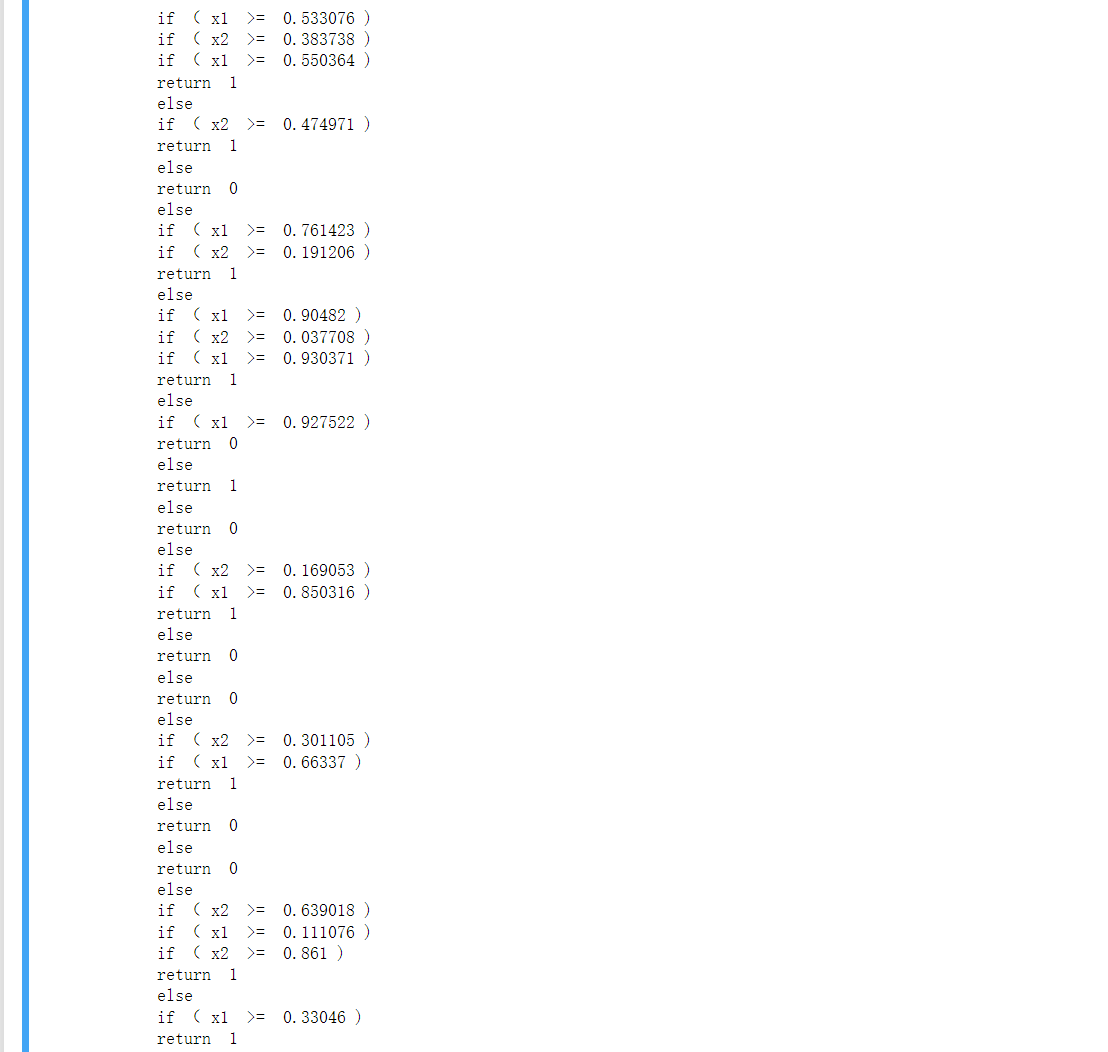 if ( x1 >= 0.533076 )
if ( x2 >= 0.383738 )
if ( x1 >= 0.550364 )
return 1
else
if ( x2 >= 0.474971 )
return 1
else
return 0
else
if ( x1 >= 0.761423 )
if ( x2 >= 0.191206 )
return 1
else
if ( x1 >= 0.90482 )
if ( x2 >= 0.037708 )
if ( x1 >= 0.930371 )
return 1
else
if ( x1 >= 0.927522 )
return 0
else
return 1
else
return 0
else
if ( x2 >= 0.169053 )
if ( x1 >= 0.850316 )
return 1
else
return 0
else
return 0
else
if ( x2 >= 0.301105 )
if ( x1 >= 0.66337 )
return 1
else
return 0
else
return 0
else
if ( x2 >= 0.639018 )
if ( x1 >= 0.111076 )
if ( x2 >= 0.861 )
return 1
else
if ( x1 >= 0.33046 )
return 1